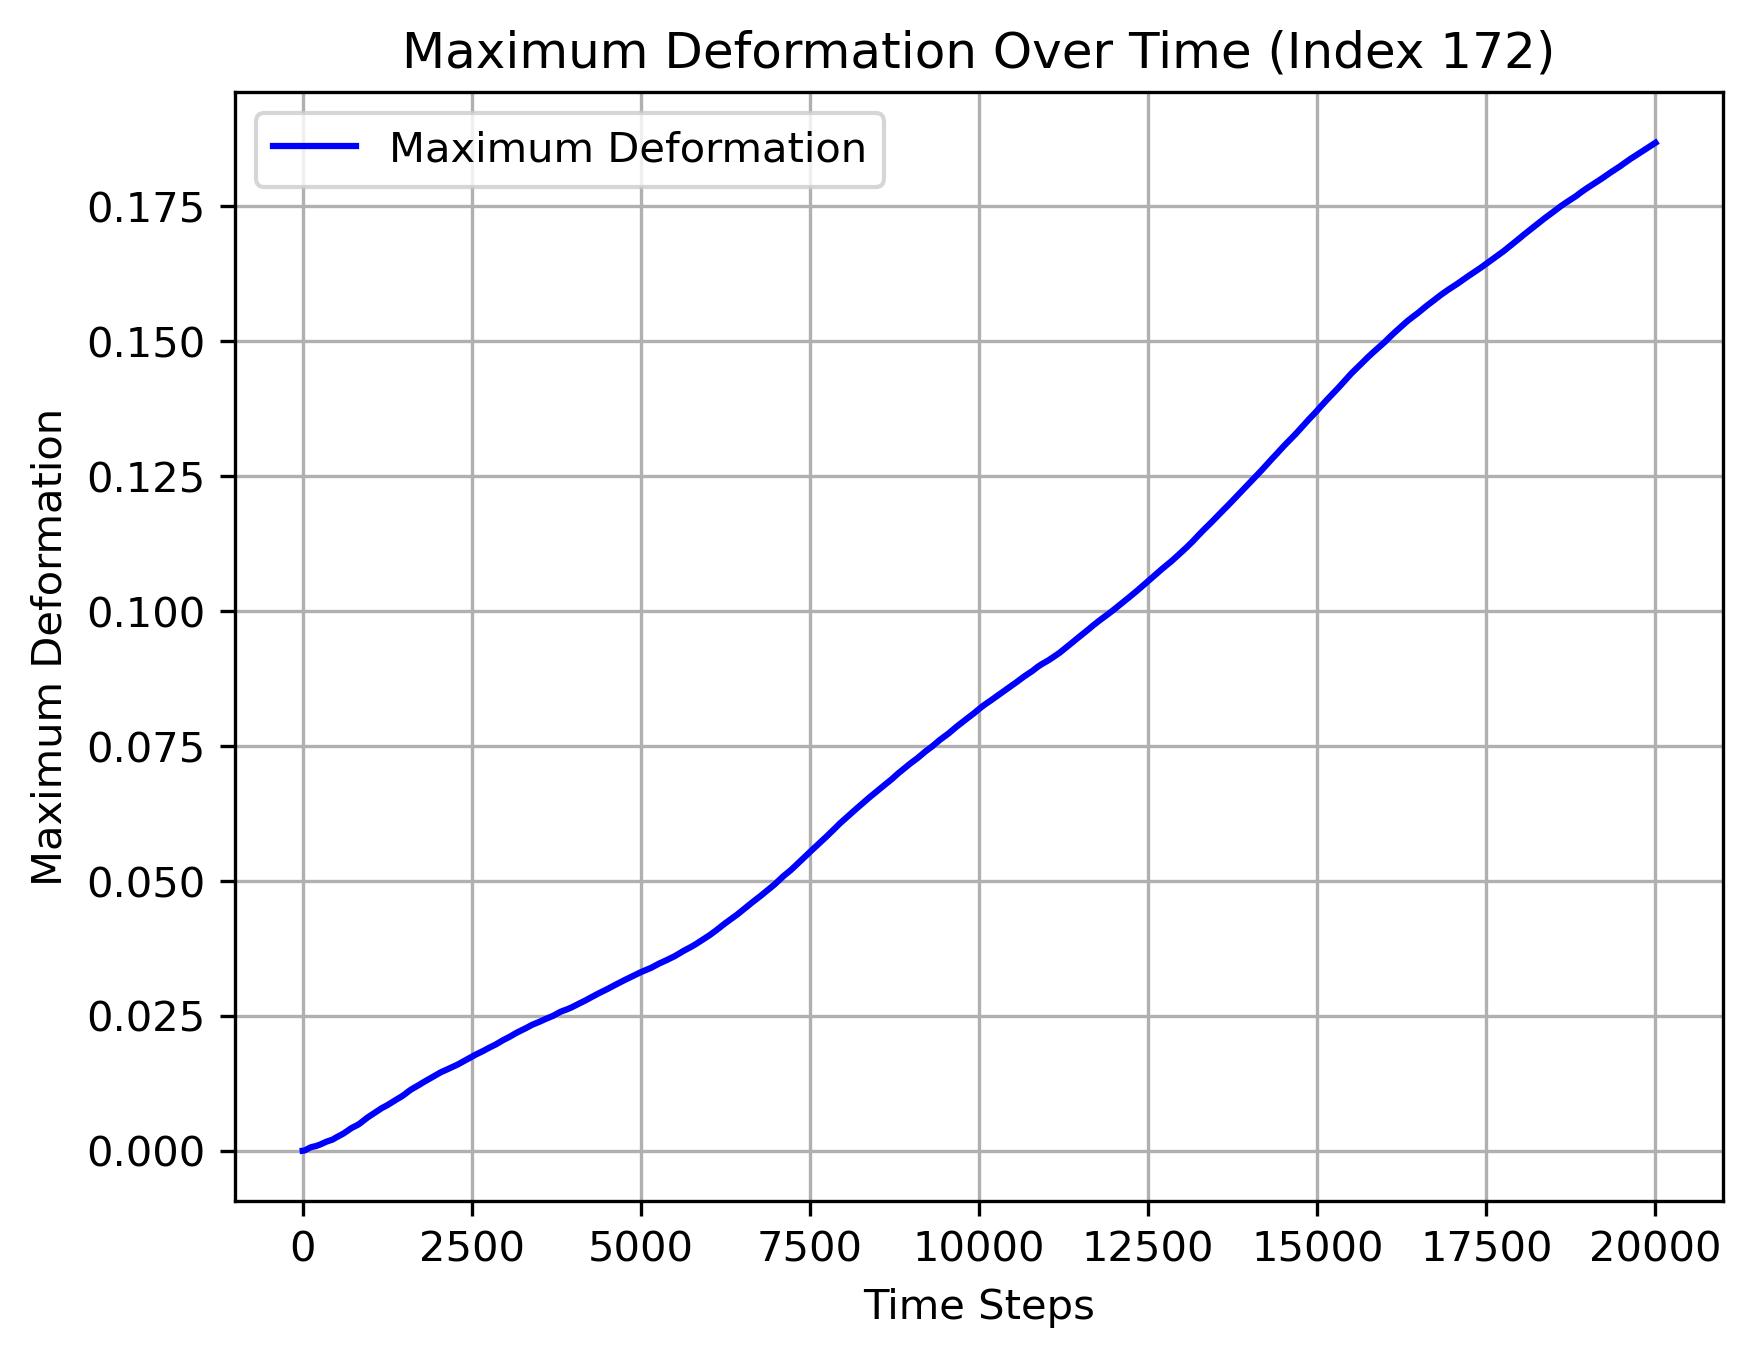 Maximum Deformation Over Time (Index 172)
Maximum Deformation
Maximum Deformation
0.175
0.150
0.125
0.100
0.075
0.050
0.025
0.000
0 2500 5000 7500 10000 12500 15000 17500 20000
Time Steps